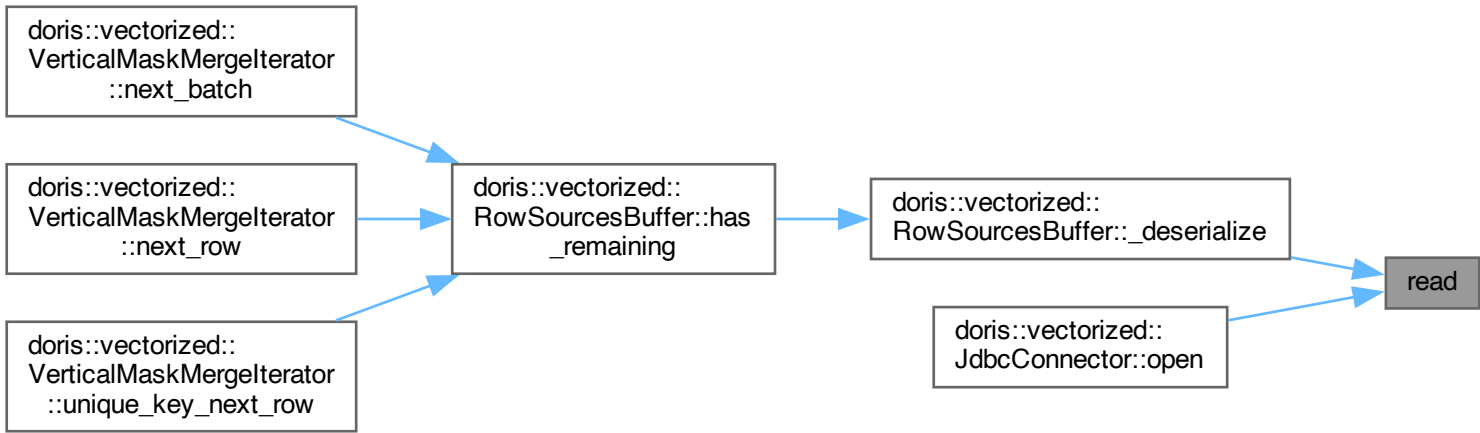 doris::vectorized::
VerticalMaskMergeIterator
::next_batch
doris::vectorized::
VerticalMaskMergeIterator
::next_row
doris::vectorized::
VerticalMaskMergeIterator
::unique_key_next_row
doris::vectorized::
RowSourcesBuffer::has
_remaining
doris::vectorized::
RowSourcesBuffer::_deserialize
doris::vectorized::
JdbcConnector::open
read